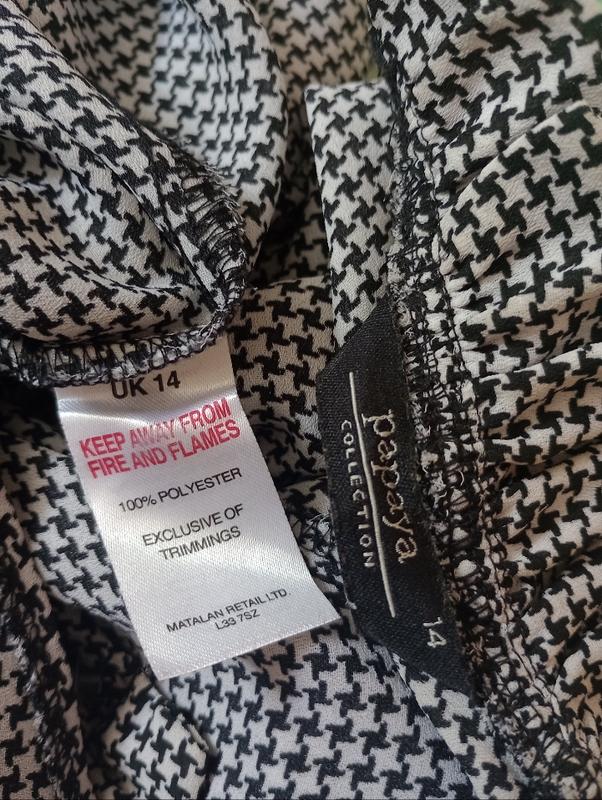 UK 14
KEEP AWAY FROM
FIRE AND FLAMES
100% POLYESTER
EXCLUSIVE OF
TRIMMINGS
MATALAN RETAIL LTD.
L33 7SZ
papaya
COLLECTION
14